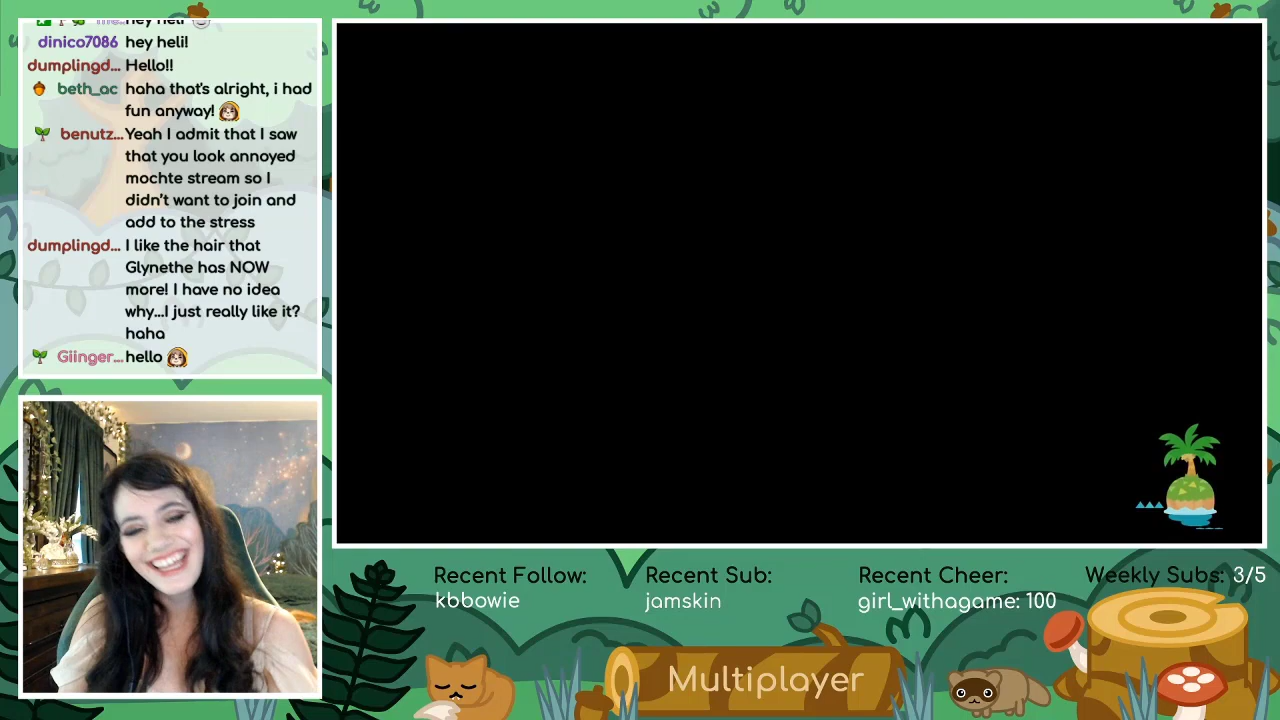 hey heli
dinico7086 hey heli!
dumplingd... Hello!!
beth_ac haha that's alright, i had
fun anyway!
benutz... Yeah I admit that I saw
that you look annoyed
mochte stream so I
didn't want to join and
add to the stress
dumplingd... I like the hair that
Glynethe has NOW
more! I have no idea
why...I just really like it?
haha
Giinger... hello
Recent Follow:
kbbowie
Recent Sub:
jamskin
Recent Cheer:
girl_withagame: 100
Weekly Subs: 3/5
Multiplayer